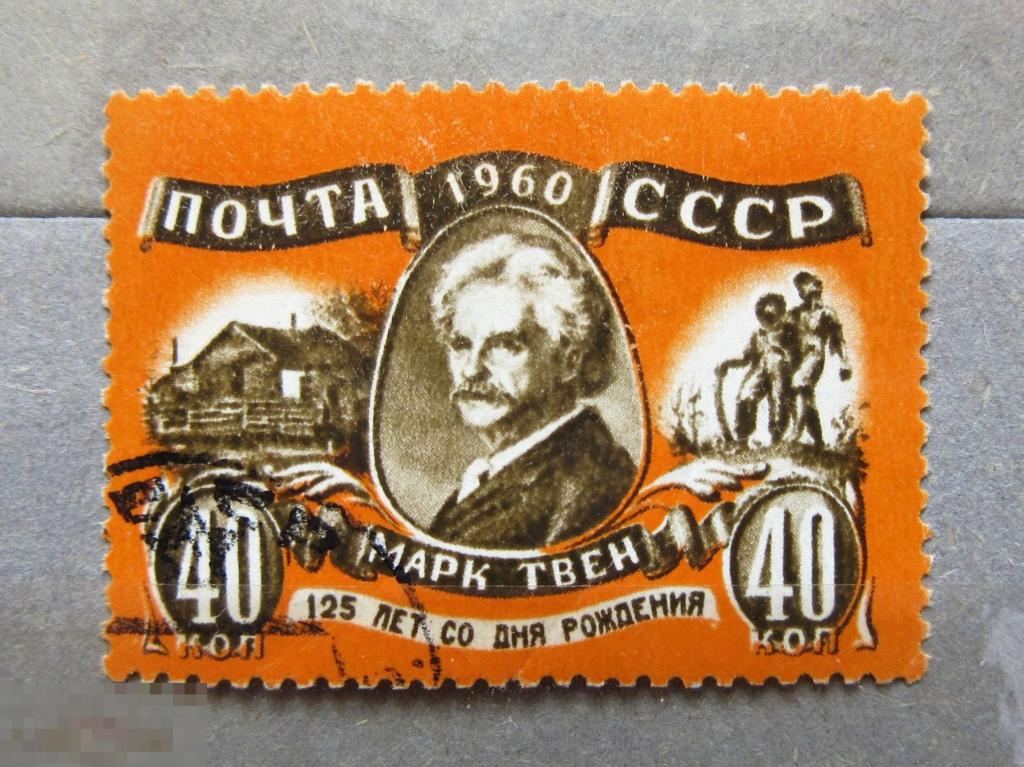 ПОЧТА 1960 СССР
МАРК ТВЕН
125 ЛЕТ СО ДНЯ РОЖДЕНИЯ
40 КОП
40 КОП